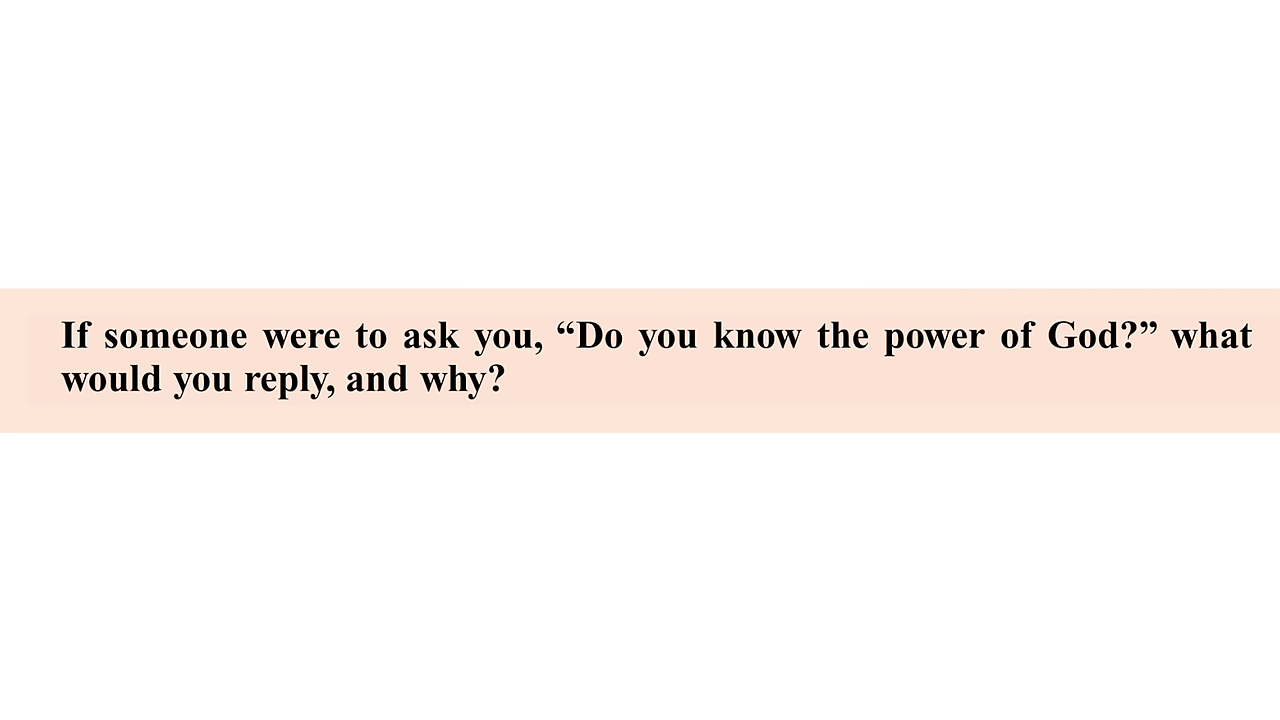 If someone were to ask you, “Do you know the power of God?” what
would you reply, and why?